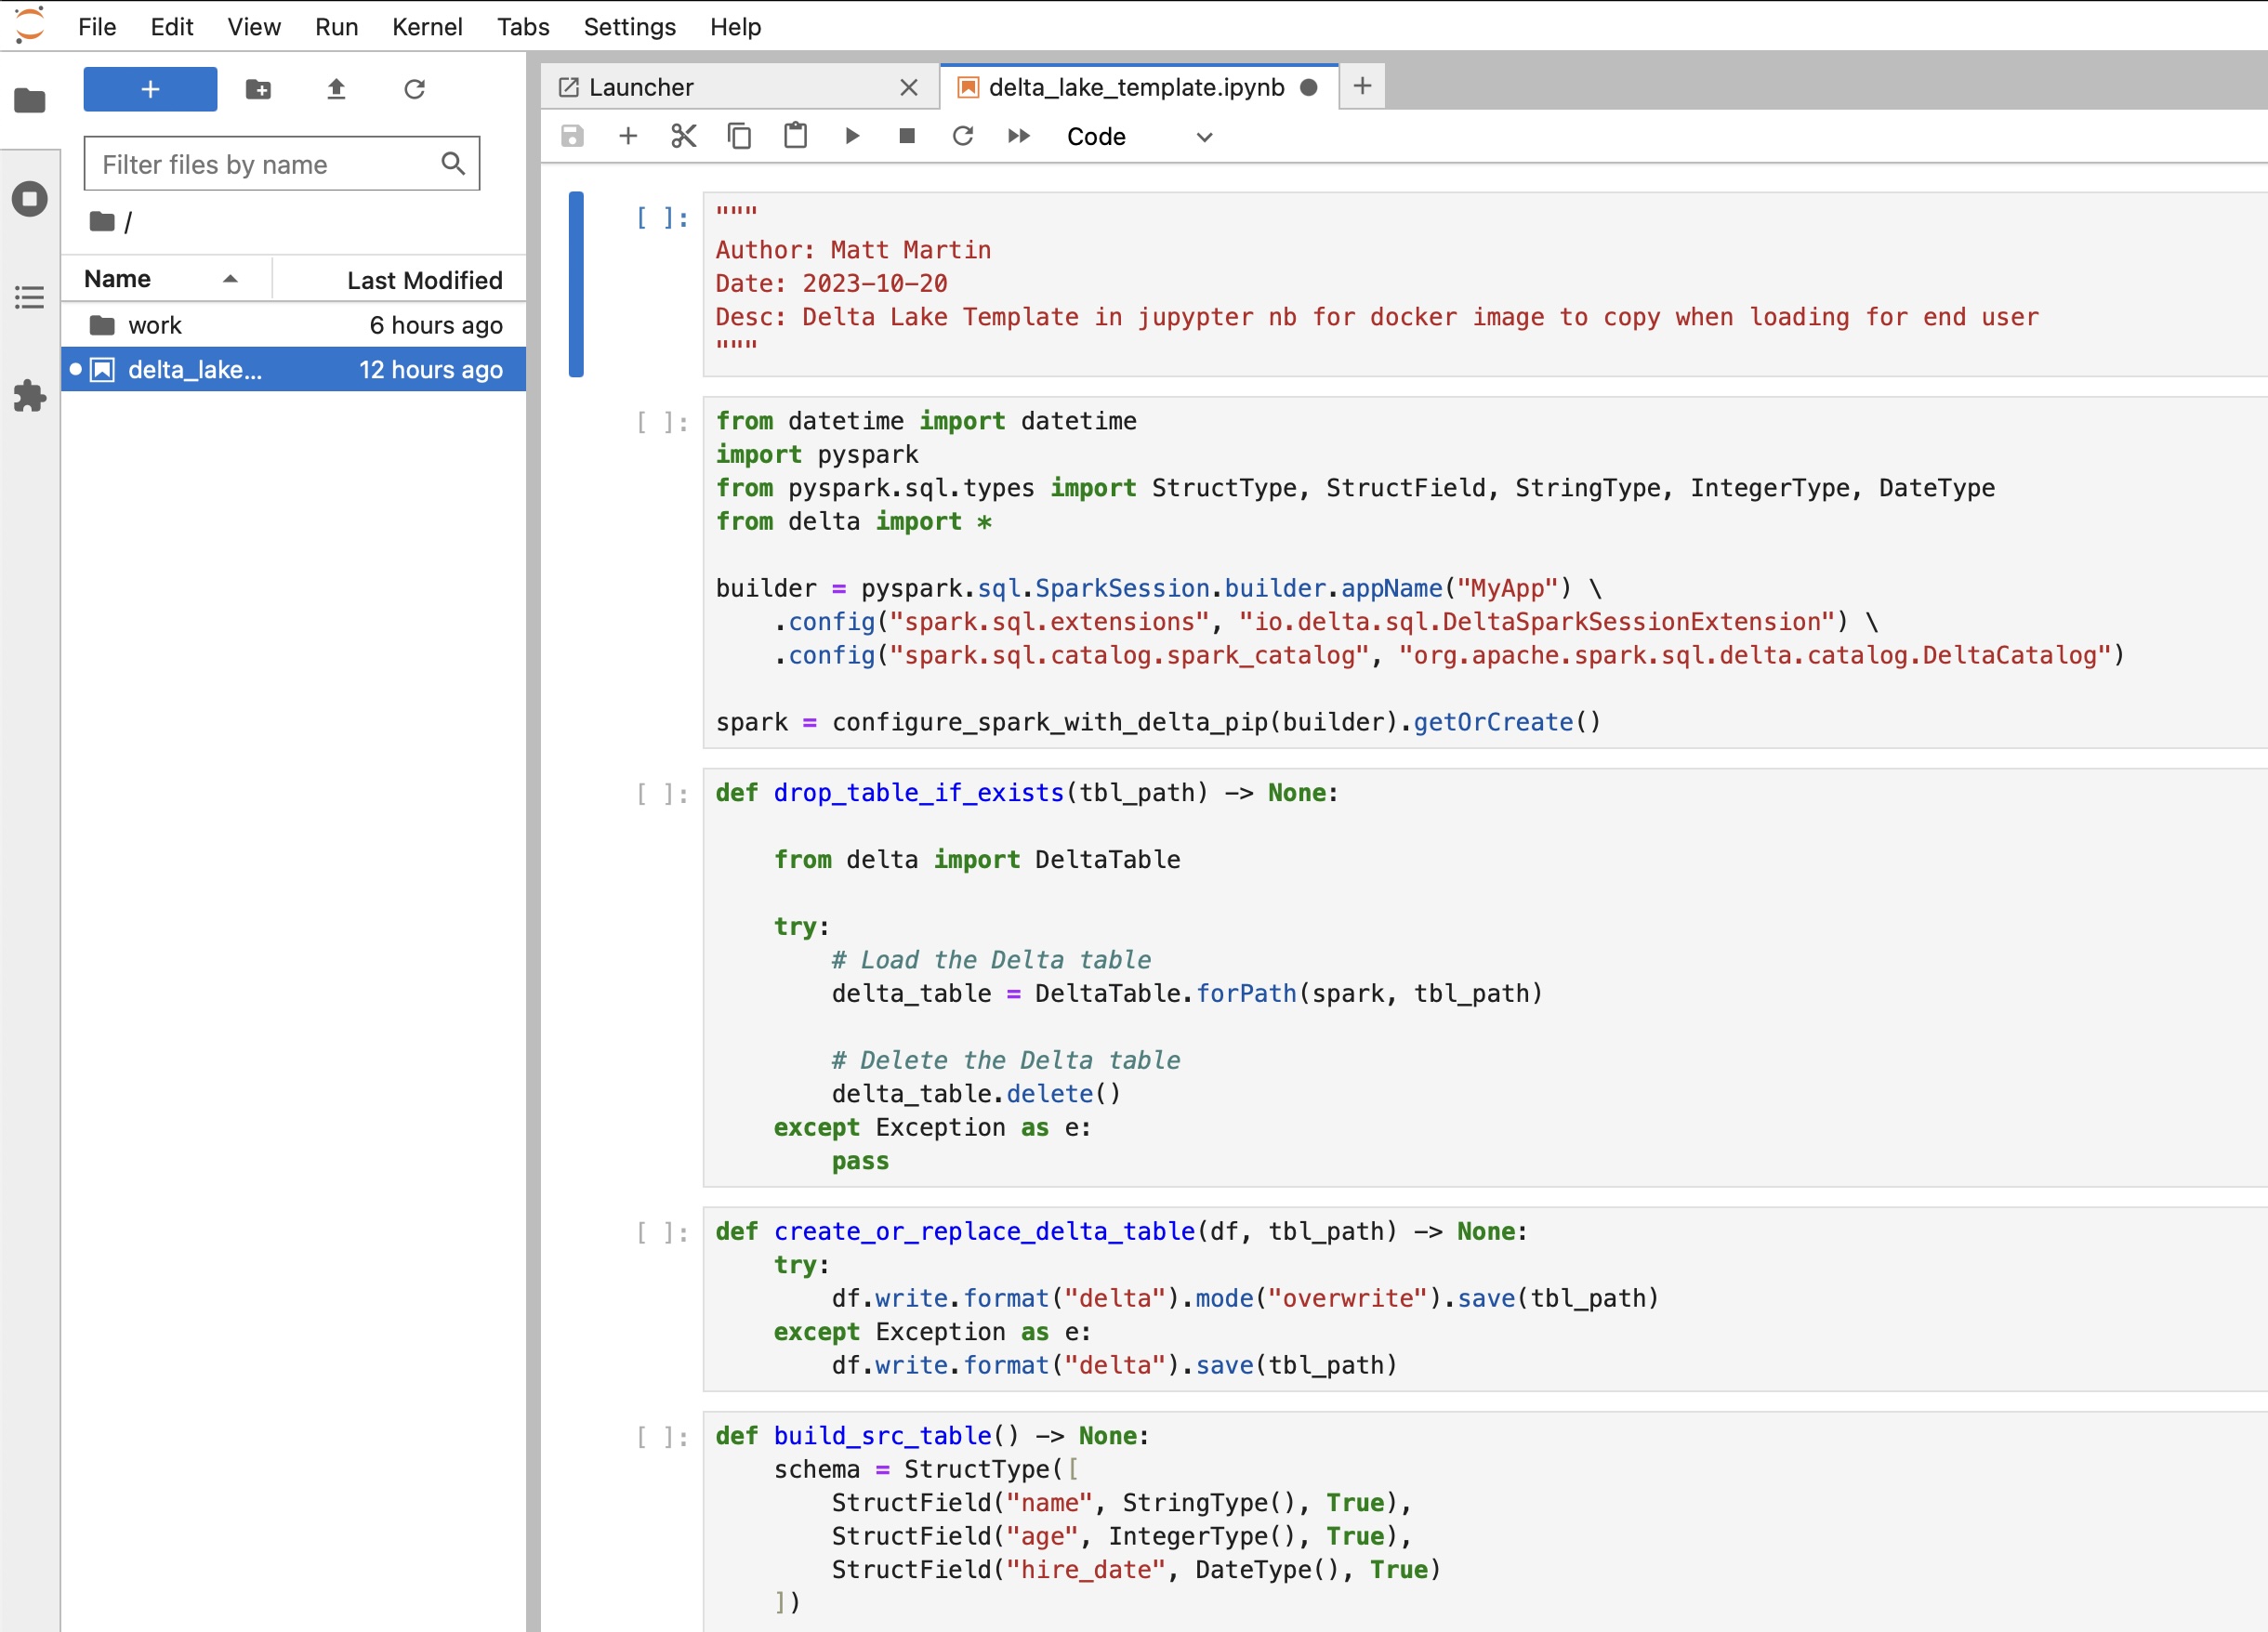 File Edit View Run Kernel Tabs Settings Help
+
Filter files by name
/
Name Last Modified
work 6 hours ago
delta_lake... 12 hours ago
Launcher
delta_lake_template.ipynb
Code
[ ]:
"""
Author: Matt Martin
Date: 2023-10-20
Desc: Delta Lake Template in jupypter nb for docker image to copy when loading for end user
"""
[ ]:
from datetime import datetime
import pyspark
from pyspark.sql.types import StructType, StructField, StringType, IntegerType, DateType
from delta import *
builder = pyspark.sql.SparkSession.builder.appName("MyApp") \
    .config("spark.sql.extensions", "io.delta.sql.DeltaSparkSessionExtension") \
    .config("spark.sql.catalog.spark_catalog", "org.apache.spark.sql.delta.catalog.DeltaCatalog")
spark = configure_spark_with_delta_pip(builder).getOrCreate()
[ ]:
def drop_table_if_exists(tbl_path) -> None:
    from delta import DeltaTable
    try:
        # Load the Delta table
        delta_table = DeltaTable.forPath(spark, tbl_path)
        # Delete the Delta table
        delta_table.delete()
    except Exception as e:
        pass
[ ]:
def create_or_replace_delta_table(df, tbl_path) -> None:
    try:
        df.write.format("delta").mode("overwrite").save(tbl_path)
    except Exception as e:
        df.write.format("delta").save(tbl_path)
[ ]:
def build_src_table() -> None:
    schema = StructType([
        StructField("name", StringType(), True),
        StructField("age", IntegerType(), True),
        StructField("hire_date", DateType(), True)
    ])